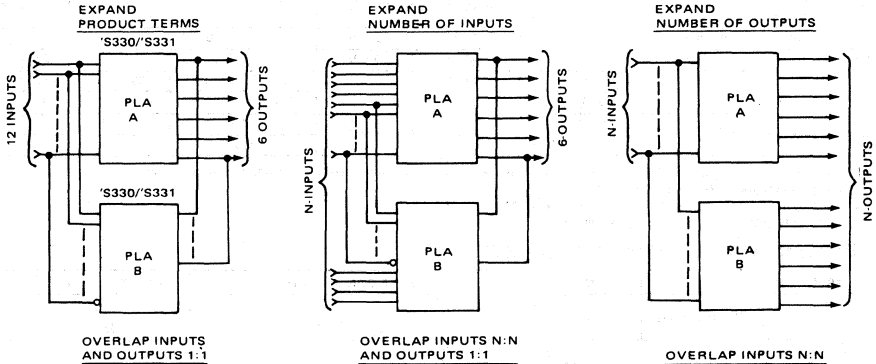 EXPAND
PRODUCT TERMS
'S330/'S331
12 INPUTS
PLA
A
6 OUTPUTS
'S330/'S331
PLA
B
OVERLAP INPUTS
AND OUTPUTS 1:1
EXPAND
NUMBER OF INPUTS
N-INPUTS
PLA
A
6-OUTPUTS
PLA
B
OVERLAP INPUTS N:N
AND OUTPUTS 1:1
EXPAND
NUMBER OF OUTPUTS
N-INPUTS
PLA
A
N-OUTPUTS
PLA
B
OVERLAP INPUTS N:N